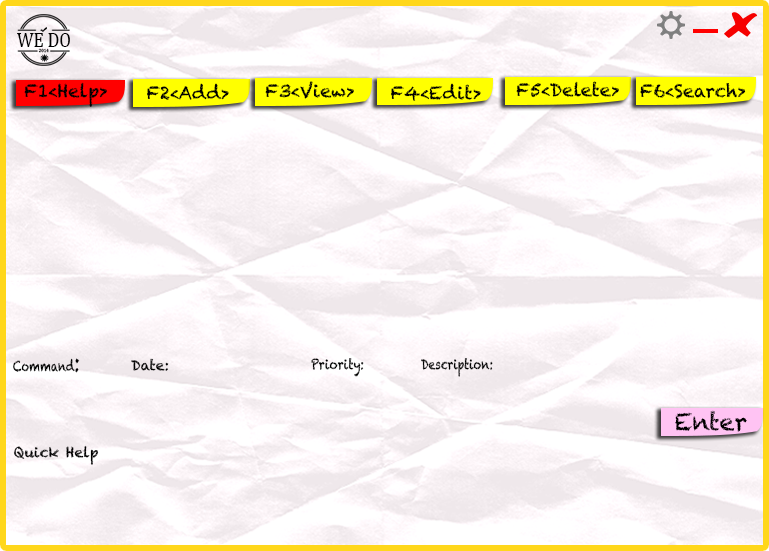 WE DO
2014
F1<Help> F2<Add> F3<View> F4<Edit> F5<Delete> F6<Search>
Command: Date: Priority: Description:
Enter
Quick Help